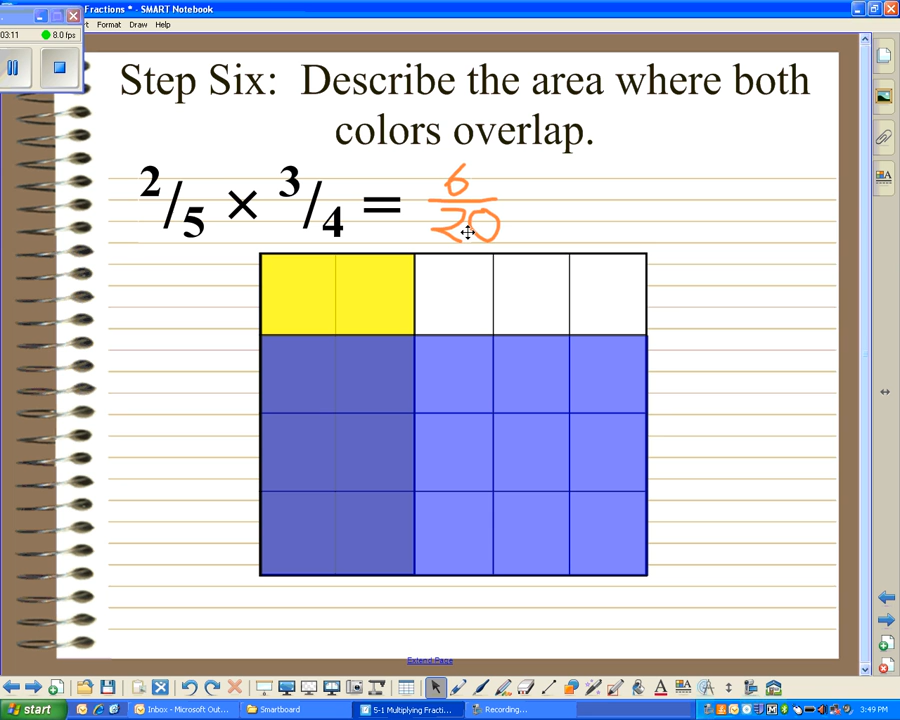 Fractions * - SMART Notebook
rt Format Draw Help
03:11 8.0 fps
Step Six: Describe the area where both
colors overlap.
2/5 × 3/4 = 6/20
Extend Page
start
Inbox - Microsoft Out...
Smartboard
5-1 Multiplying Fracti...
Recording...
3:49 PM